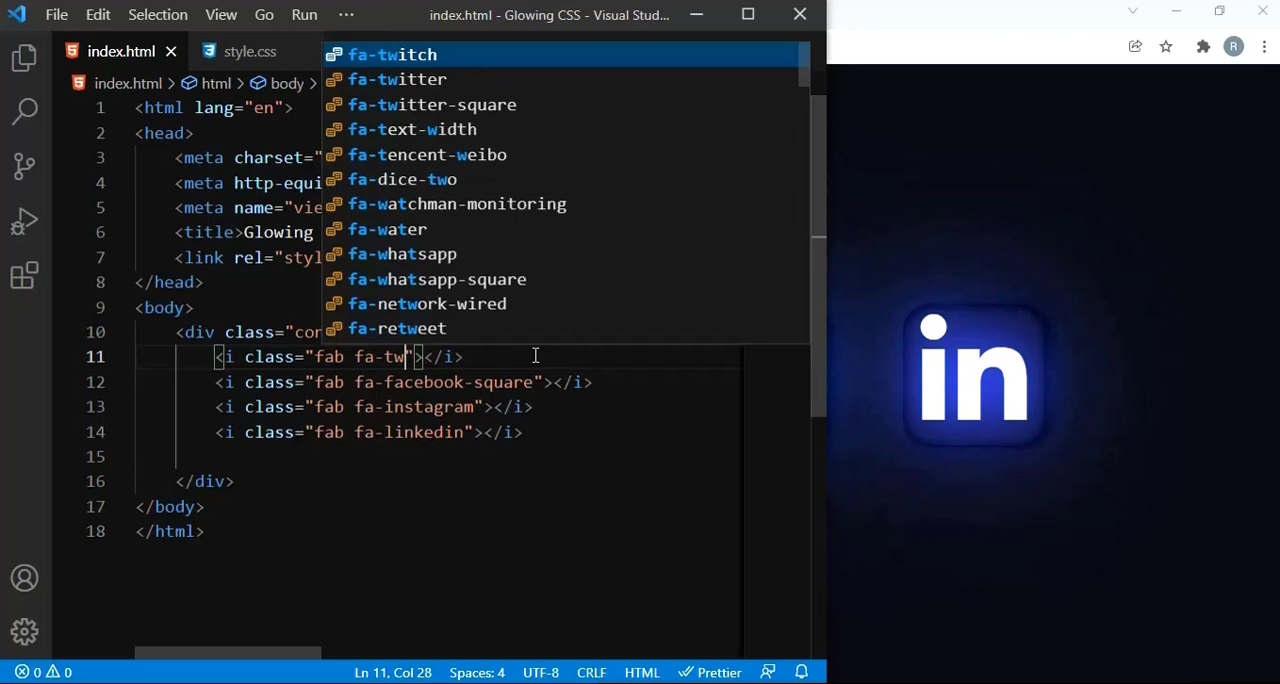 File Edit Selection View Go Run ··· index.html - Glowing CSS - Visual Stud...
index.html style.css
index.html > html > body >
1 <html lang="en">
2 <head>
3 <meta charset="
4 <meta http-equi
5 <meta name="vie
6 <title>Glowing
7 <link rel="styl
8 </head>
9 <body>
10 <div class="con
11 <i class="fab fa-tw"></i>
12 <i class="fab fa-facebook-square"></i>
13 <i class="fab fa-instagram"></i>
14 <i class="fab fa-linkedin"></i>
15
16 </div>
17 </body>
18 </html>
fa-twitch
fa-twitter
fa-twitter-square
fa-text-width
fa-tencent-weibo
fa-dice-two
fa-watchman-monitoring
fa-water
fa-whatsapp
fa-whatsapp-square
fa-network-wired
fa-retweet
0 0 Ln 11, Col 28 Spaces: 4 UTF-8 CRLF HTML Prettier
R
in